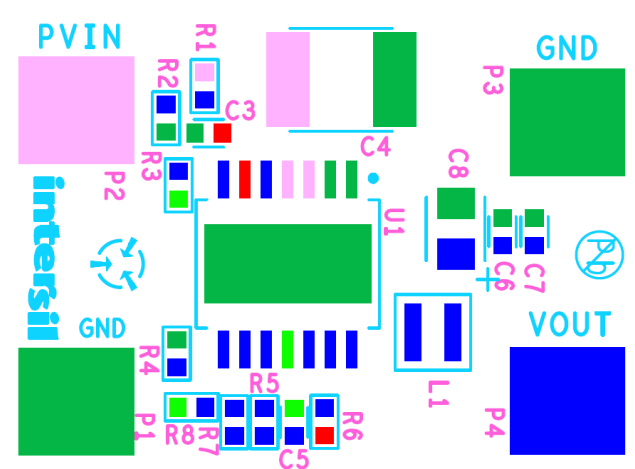 PVIN
R1
GND
R2
P3
C3
C4
R3
C8
P2
U1
intersil
Pb
C6
C7
GND
VOUT
R4
R5
L1
P1
R8
R7
R6
P4
C5